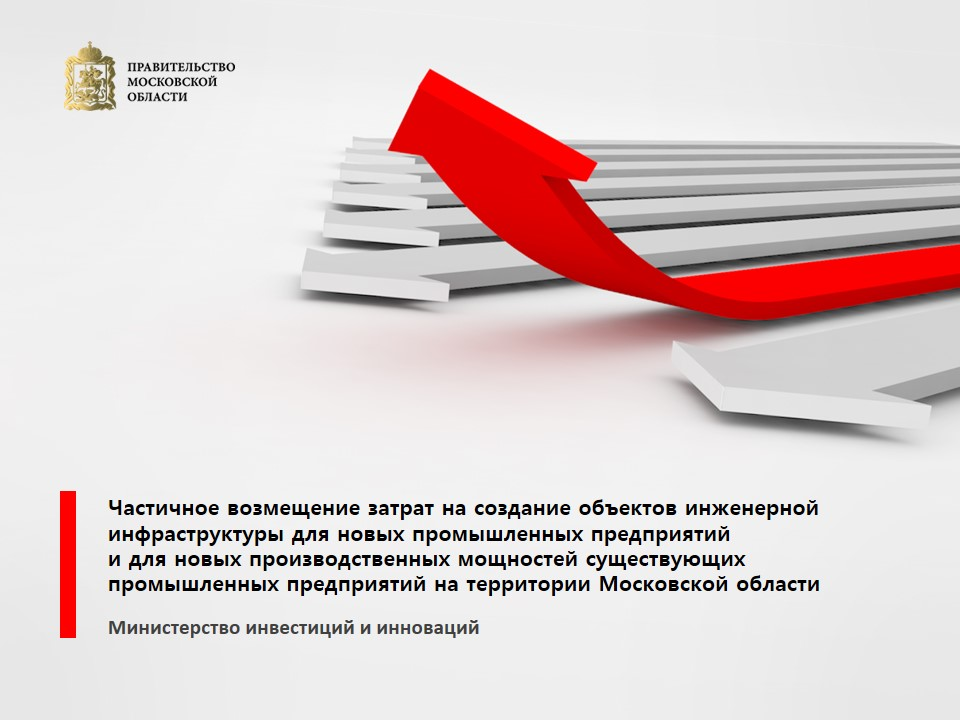 ПРАВИТЕЛЬСТВО
МОСКОВСКОЙ
ОБЛАСТИ
Частичное возмещение затрат на создание объектов инженерной
инфраструктуры для новых промышленных предприятий
и для новых производственных мощностей существующих
промышленных предприятий на территории Московской области
Министерство инвестиций и инноваций